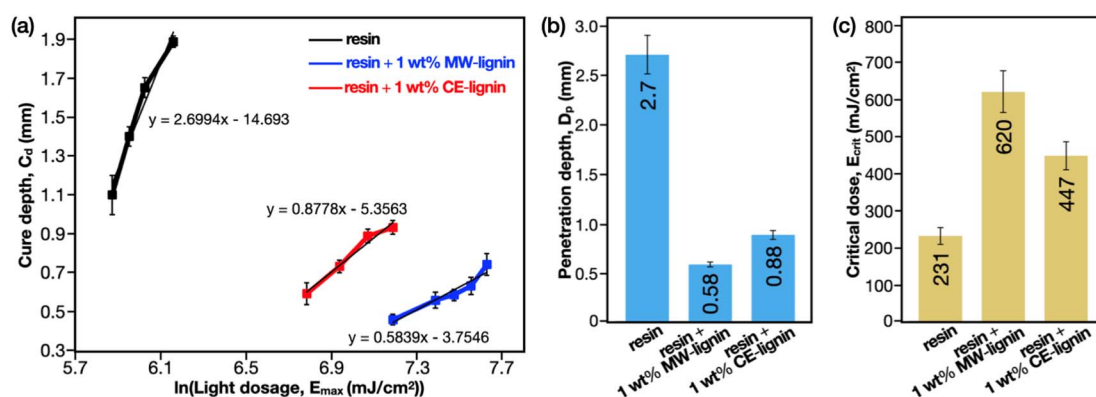 (a)
Cure depth, Cd (mm)
1.9
1.7
1.5
1.3
1.1
0.9
0.7
0.5
0.3
5.7
6.1
6.5
6.9
7.3
7.7
ln(Light dosage, Emax (mJ/cm²))
resin
resin + 1 wt% MW-lignin
resin + 1 wt% CE-lignin
y = 2.6994x - 14.693
y = 0.8778x - 5.3563
y = 0.5839x - 3.7546
(b)
Penetration depth, Dp (mm)
3.0
2.5
2.0
1.5
1.0
0.5
0
2.7
0.58
0.88
resin
resin +
1 wt% MW-lignin
resin +
1 wt% CE-lignin
(c)
Critical dose, Ecrit (mJ/cm²)
800
700
600
500
400
300
200
100
0
231
620
447
resin
resin +
1 wt% MW-lignin
resin +
1 wt% CE-lignin